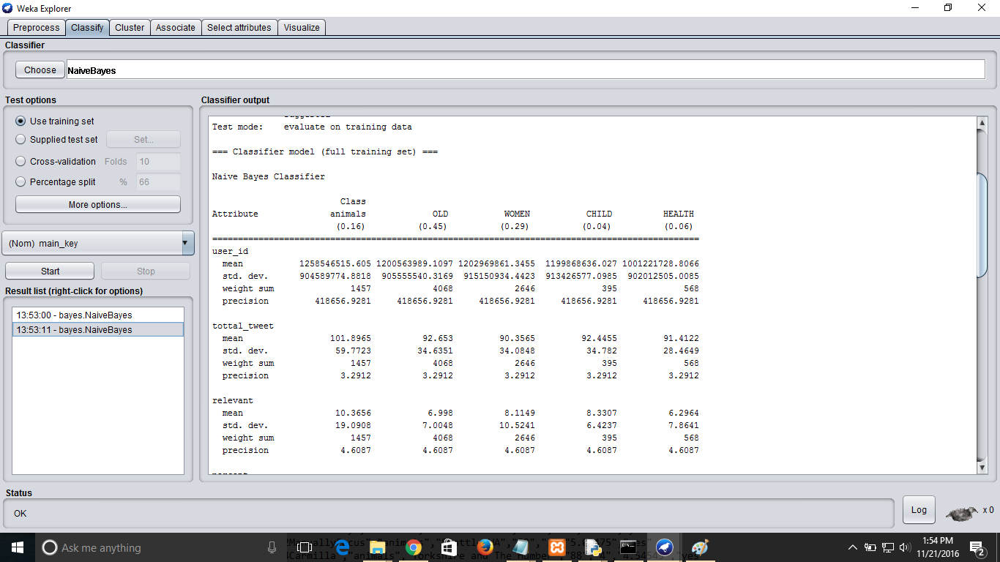 Weka Explorer
Preprocess Classify Cluster Associate Select attributes Visualize
Classifier
Choose NaiveBayes
Test options
Use training set
Supplied test set Set...
Cross-validation Folds 10
Percentage split % 66
More options...
(Nom) main_key
Start Stop
Result list (right-click for options)
13:53:00 - bayes.NaiveBayes
13:53:11 - bayes.NaiveBayes
Classifier output
Test mode: evaluate on training data
=== Classifier model (full training set) ===
Naive Bayes Classifier
Class
Attribute animals OLD WOMEN CHILD HEALTH
(0.16) (0.45) (0.29) (0.04) (0.06)
===============================================================================================
user_id
mean 1258546515.605 1200563989.1097 1202969861.3455 1199868636.027 1001221728.8066
std. dev. 904589774.8818 905555540.3169 915150934.4423 913426577.0985 902012505.0085
weight sum 1457 4068 2646 395 568
precision 418656.9281 418656.9281 418656.9281 418656.9281 418656.9281
tottal_tweet
mean 101.8965 92.653 90.3565 92.4455 91.4122
std. dev. 59.7723 34.6351 34.0848 34.782 28.4649
weight sum 1457 4068 2646 395 568
precision 3.2912 3.2912 3.2912 3.2912 3.2912
relevant
mean 10.3656 6.998 8.1149 8.3307 6.2964
std. dev. 19.0908 7.0048 10.5241 6.4237 7.8641
weight sum 1457 4068 2646 395 568
precision 4.6087 4.6087 4.6087 4.6087 4.6087
Status
OK
Log x 0
Ask me anything
1:54 PM
11/21/2016
2